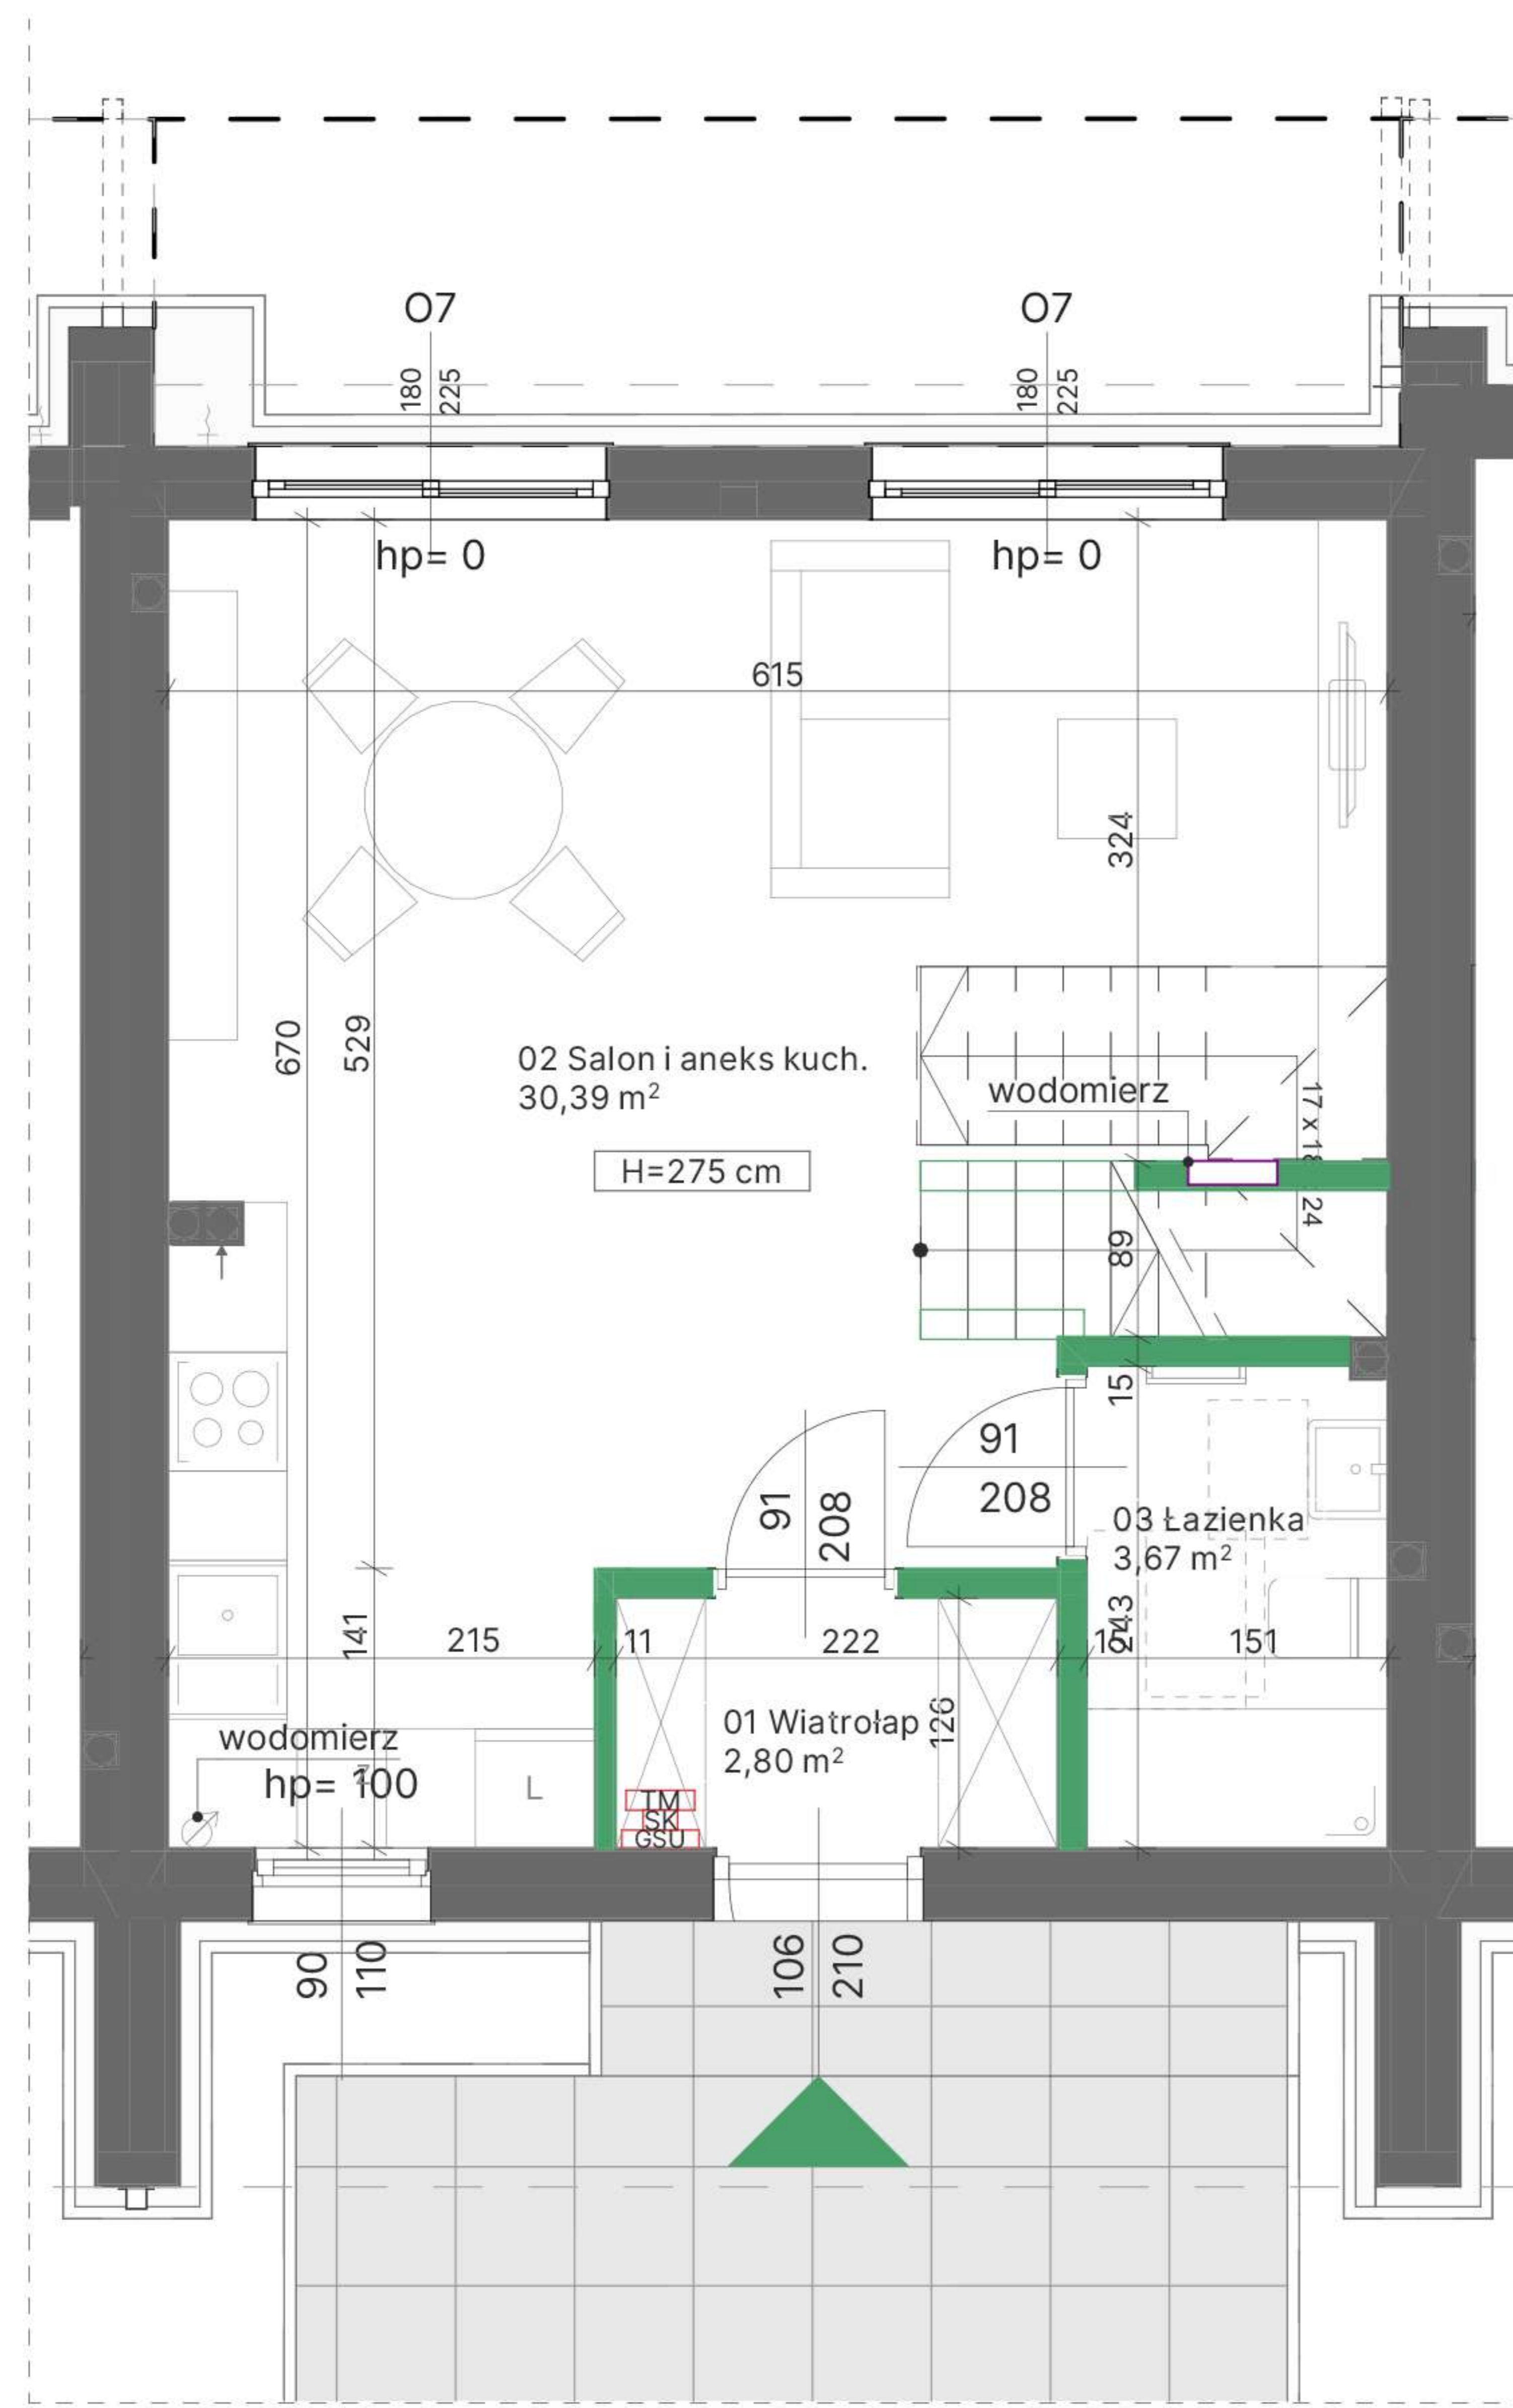 O7
O7
180
225
180
225
hp= 0
hp= 0
615
324
670
529
02 Salon i aneks kuch.
30,39 m²
wodomierz
H=275 cm
24
89
15
91
208
91
208
03 Łazienka
3,67 m²
141
215
11
222
243
151
01 Wiatrołap
2,80 m²
126
wodomierz
hp= 100
L
TM
SK
GSU
90
110
106
210